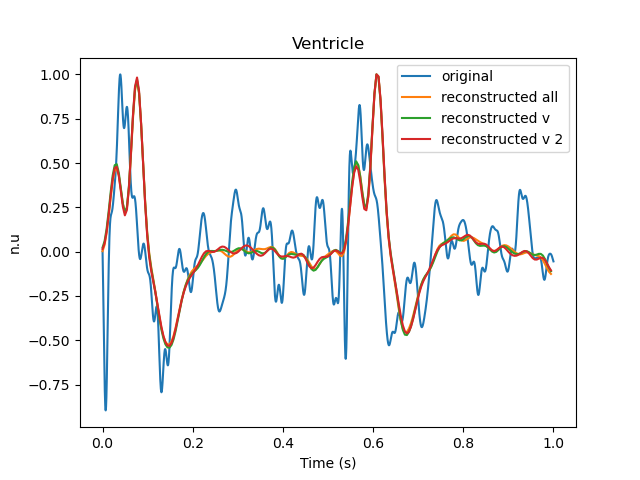 Ventricle
original
reconstructed all
reconstructed v
reconstructed v 2
n.u
1.00
0.75
0.50
0.25
0.00
−0.25
−0.50
−0.75
0.0 0.2 0.4 0.6 0.8 1.0
Time (s)